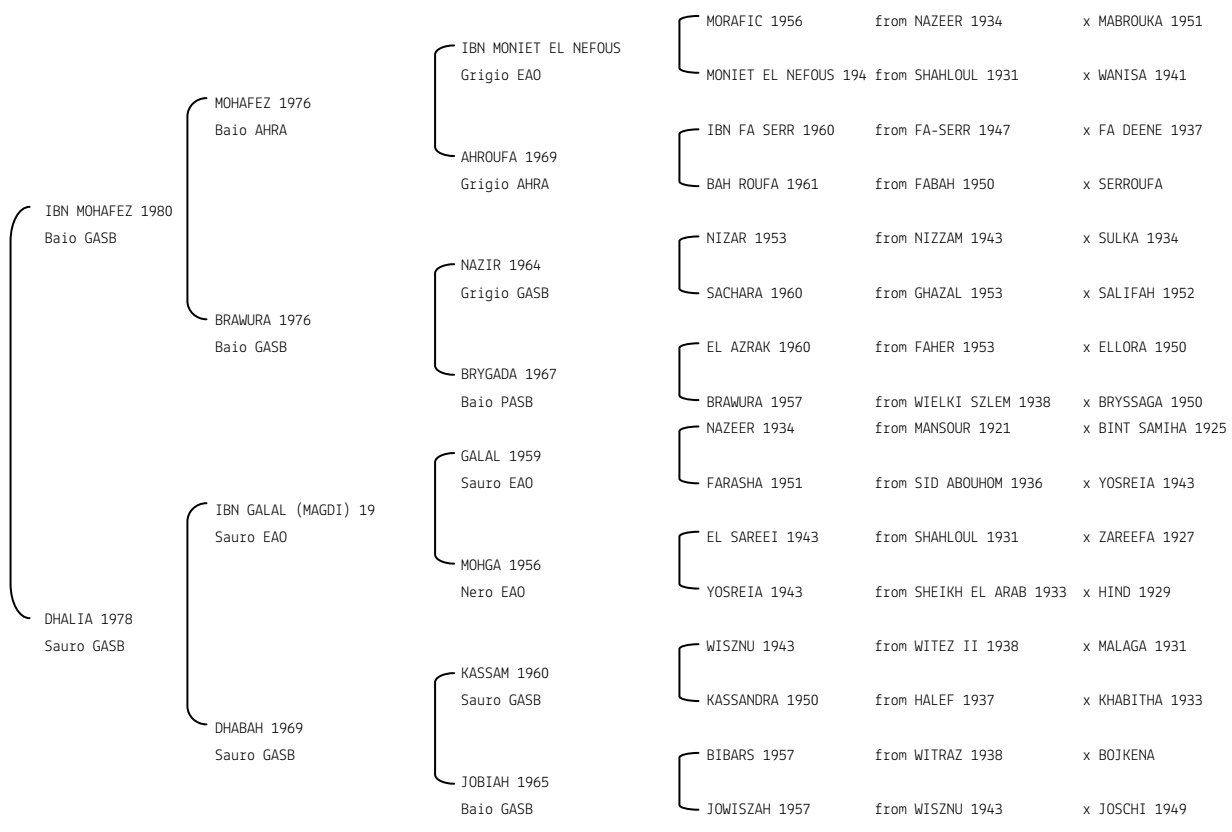 MORAFIC 1956 from NAZEER 1934 x MABROUKA 1951
IBN MONIET EL NEFOUS
Grigio EAO
MONIET EL NEFOUS 194 from SHAHLOUL 1931 x WANISA 1941
MOHAFEZ 1976
Baio AHRA
IBN FA SERR 1960 from FA-SERR 1947 x FA DEENE 1937
AHROUFA 1969
Grigio AHRA
BAH ROUFA 1961 from FABAH 1950 x SERROUFA
IBN MOHAFEZ 1980
Baio GASB
NIZAR 1953 from NIZZAM 1943 x SULKA 1934
NAZIR 1964
Grigio GASB
SACHARA 1960 from GHAZAL 1953 x SALIFAH 1952
BRAWURA 1976
Baio GASB
EL AZRAK 1960 from FAHER 1953 x ELLORA 1950
BRYGADA 1967
Baio PASB
BRAWURA 1957 from WIELKI SZLEM 1938 x BRYSSAGA 1950
NAZEER 1934 from MANSOUR 1921 x BINT SAMIHA 1925
GALAL 1959
Sauro EAO
FARASHA 1951 from SID ABOUHOM 1936 x YOSREIA 1943
IBN GALAL (MAGDI) 19
Sauro EAO
EL SAREEI 1943 from SHAHLOUL 1931 x ZAREEFA 1927
MOHGA 1956
Nero EAO
YOSREIA 1943 from SHEIKH EL ARAB 1933 x HIND 1929
DHALIA 1978
Sauro GASB
WISZNU 1943 from WITEZ II 1938 x MALAGA 1931
KASSAM 1960
Sauro GASB
KASSANDRA 1950 from HALEF 1937 x KHABITHA 1933
DHABAH 1969
Sauro GASB
BIBARS 1957 from WITRAZ 1938 x BOJKENA
JOBIAH 1965
Baio GASB
JOWISZAH 1957 from WISZNU 1943 x JOSCHI 1949